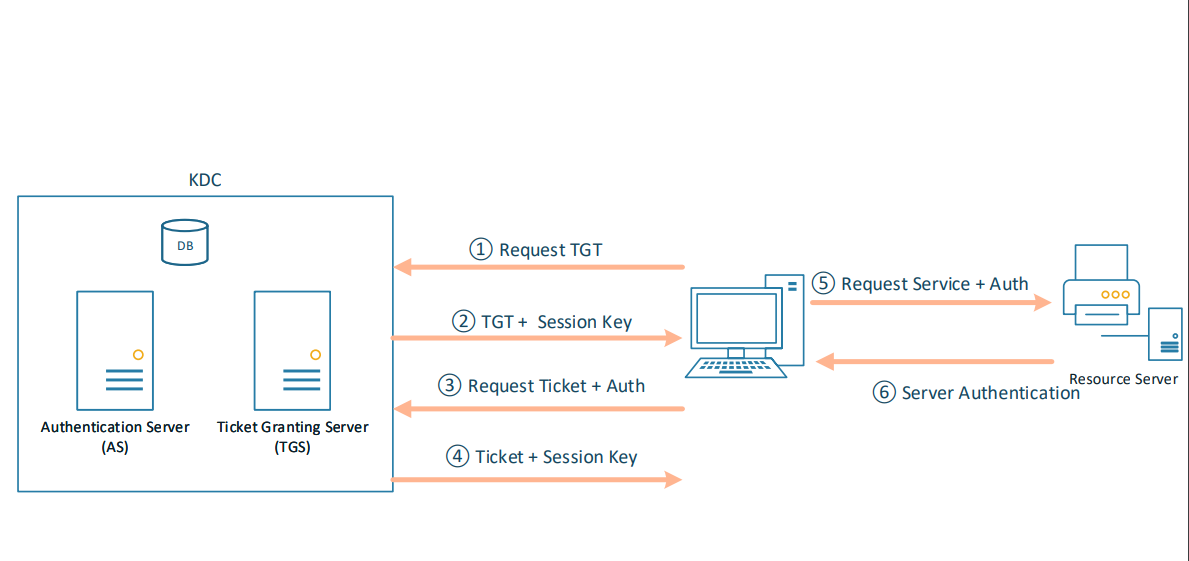 KDC
DB
Authentication Server
(AS)
Ticket Granting Server
(TGS)
① Request TGT
② TGT + Session Key
③ Request Ticket + Auth
④ Ticket + Session Key
⑤ Request Service + Auth
⑥ Server Authentication
Resource Server